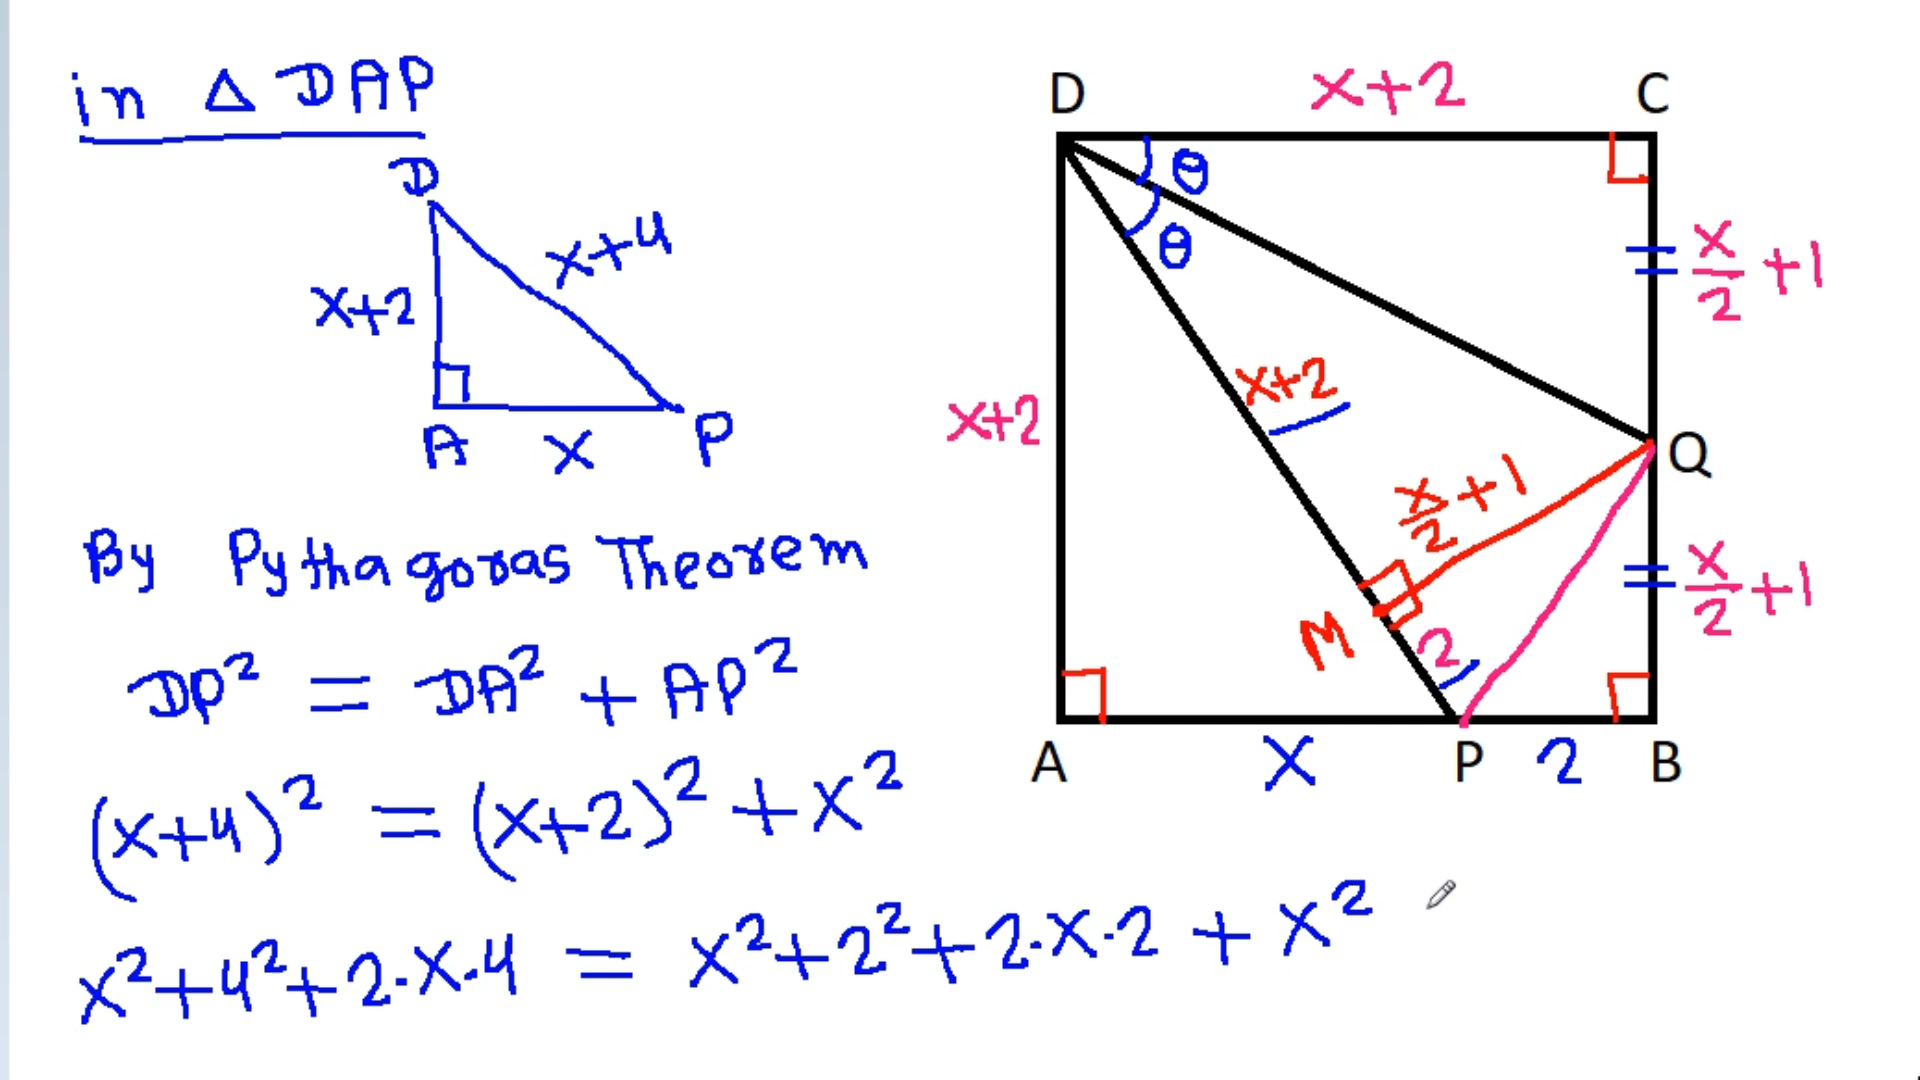 in △ DAP
D
x+2
x+4
A
x
P
By Pythagoras Theorem
DP² = DA² + AP²
(x+4)² = (x+2)² + x²
x²+4²+2·x·4 = x²+2²+2·x·2 + x²
D
x+2
C
θ
θ
x/2 +1
x+2
x+2
Q
x/2 +1
x/2 +1
M
2
A
x
P
2
B